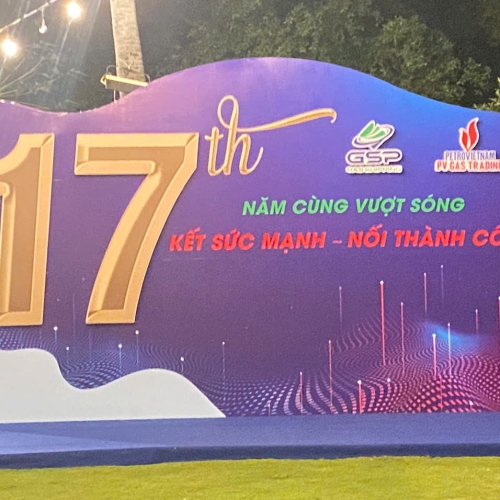 17th
GSP
PETROVIETNAM
PV GAS TRADING
NĂM CÙNG VƯỢT SÓNG
KẾT SỨC MẠNH - NỐI THÀNH CÔ